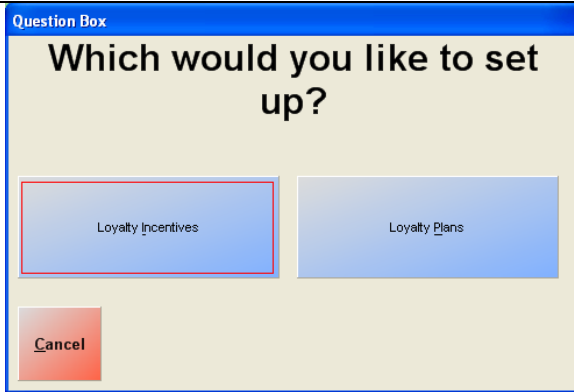 Question Box
Which would you like to set
up?
Loyalty Incentives
Loyalty Plans
Cancel